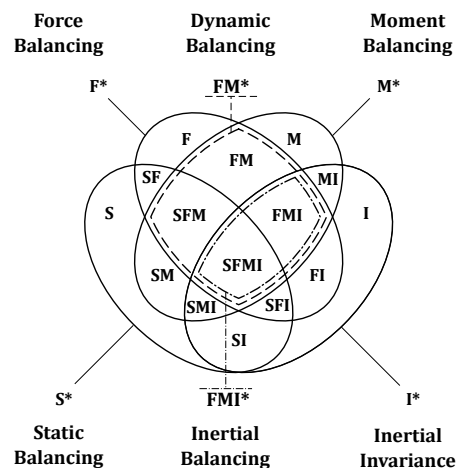 Force
Balancing
Dynamic
Balancing
Moment
Balancing
F*
FM*
M*
F
M
FM
SF
MI
S
SFM
FMI
I
SM
SFMI
FI
SMI
SFI
SI
S*
FMI*
I*
Static
Balancing
Inertial
Balancing
Inertial
Invariance